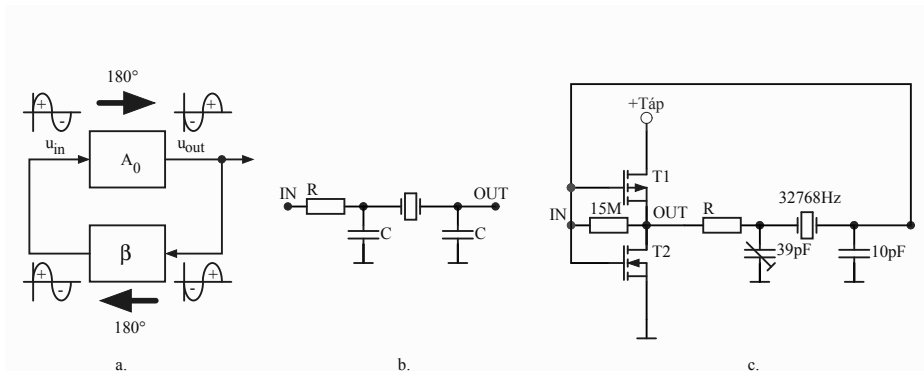 180°
+
-
+
-
u_in
u_out
A_0
β
+
-
+
-
180°
a.
IN
R
OUT
C
C
b.
+Táp
T1
IN
15M
OUT
R
32768Hz
T2
39pF
10pF
c.